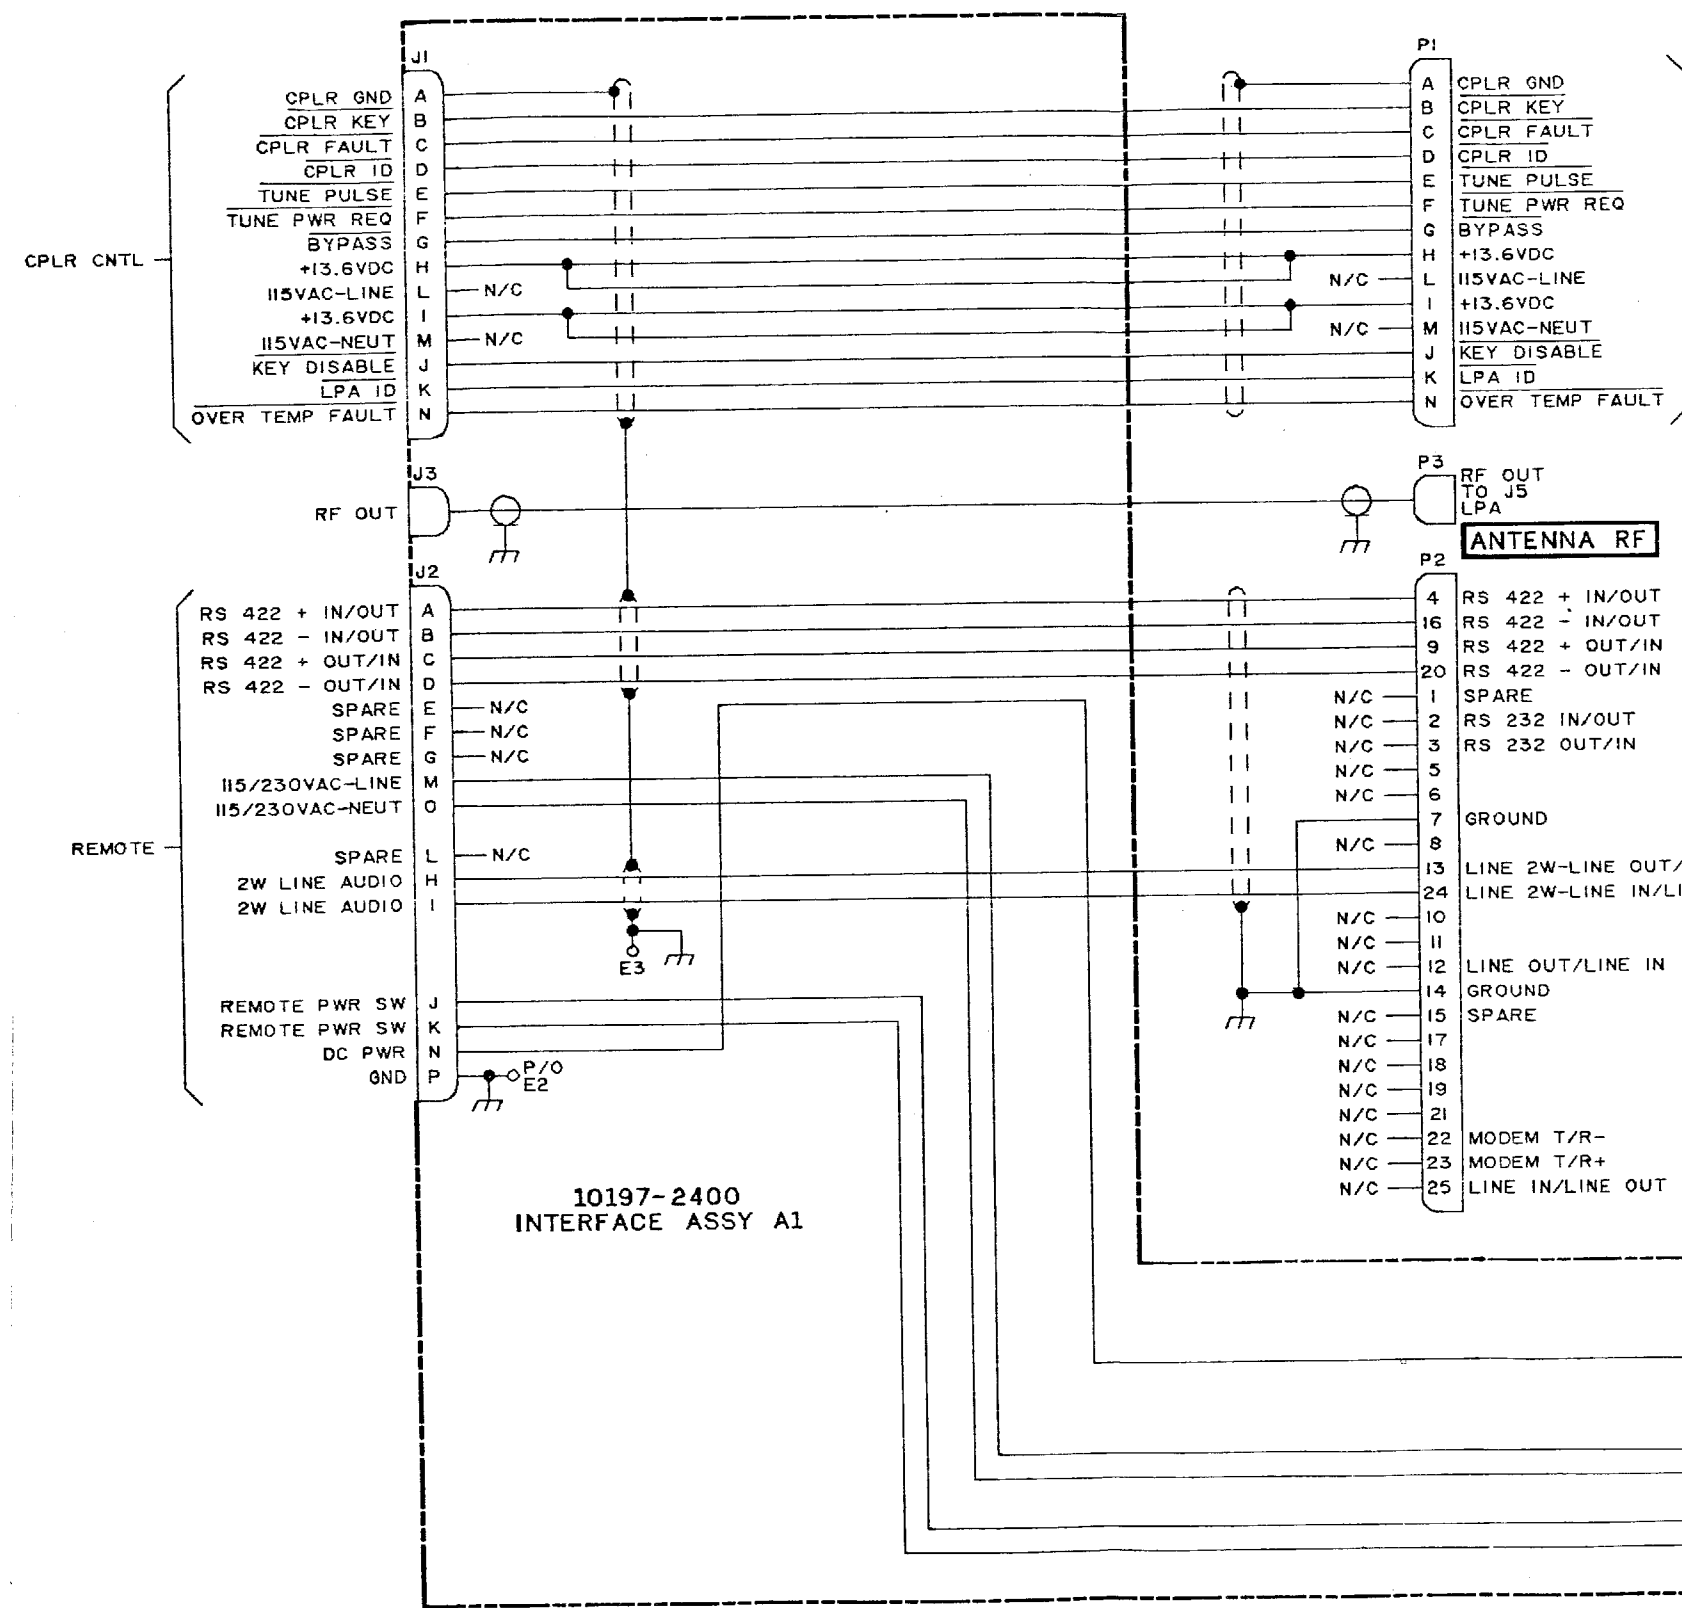 J1
CPLR GND A
CPLR KEY B
CPLR FAULT C
CPLR ID D
TUNE PULSE E
TUNE PWR REQ F
BYPASS G
+13.6VDC H
115VAC-LINE L N/C
+13.6VDC I
115VAC-NEUT M N/C
KEY DISABLE J
LPA ID K
OVER TEMP FAULT N
CPLR CNTL
P1
A CPLR GND
B CPLR KEY
C CPLR FAULT
D CPLR ID
E TUNE PULSE
F TUNE PWR REQ
G BYPASS
H +13.6VDC
N/C L 115VAC-LINE
I +13.6VDC
N/C M 115VAC-NEUT
J KEY DISABLE
K LPA ID
N OVER TEMP FAULT
J3
RF OUT
P3
RF OUT
TO J5
LPA
ANTENNA RF
J2
RS 422 + IN/OUT A
RS 422 - IN/OUT B
RS 422 + OUT/IN C
RS 422 - OUT/IN D
SPARE E N/C
SPARE F N/C
SPARE G N/C
115/230VAC-LINE M
115/230VAC-NEUT O
REMOTE
SPARE L N/C
2W LINE AUDIO H
2W LINE AUDIO I
E3
REMOTE PWR SW J
REMOTE PWR SW K
DC PWR N
GND P P/O
E2
P2
4 RS 422 + IN/OUT
16 RS 422 - IN/OUT
9 RS 422 + OUT/IN
20 RS 422 - OUT/IN
N/C 1 SPARE
N/C 2 RS 232 IN/OUT
N/C 3 RS 232 OUT/IN
N/C 5
N/C 6
7 GROUND
N/C 8
13 LINE 2W-LINE OUT/
24 LINE 2W-LINE IN/LI
N/C 10
N/C 11
N/C 12 LINE OUT/LINE IN
14 GROUND
N/C 15 SPARE
N/C 17
N/C 18
N/C 19
N/C 21
N/C 22 MODEM T/R-
N/C 23 MODEM T/R+
N/C 25 LINE IN/LINE OUT
10197-2400
INTERFACE ASSY A1